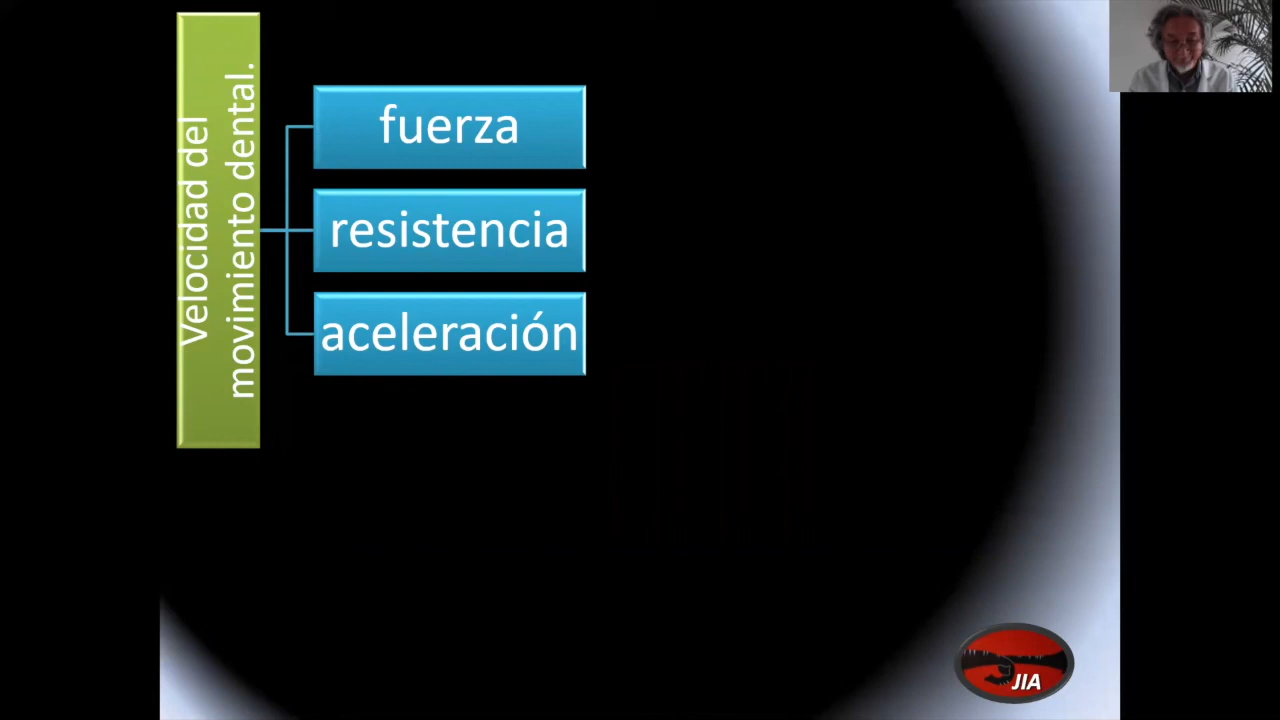 Velocidad del
movimiento dental.
fuerza
resistencia
aceleración
JIA